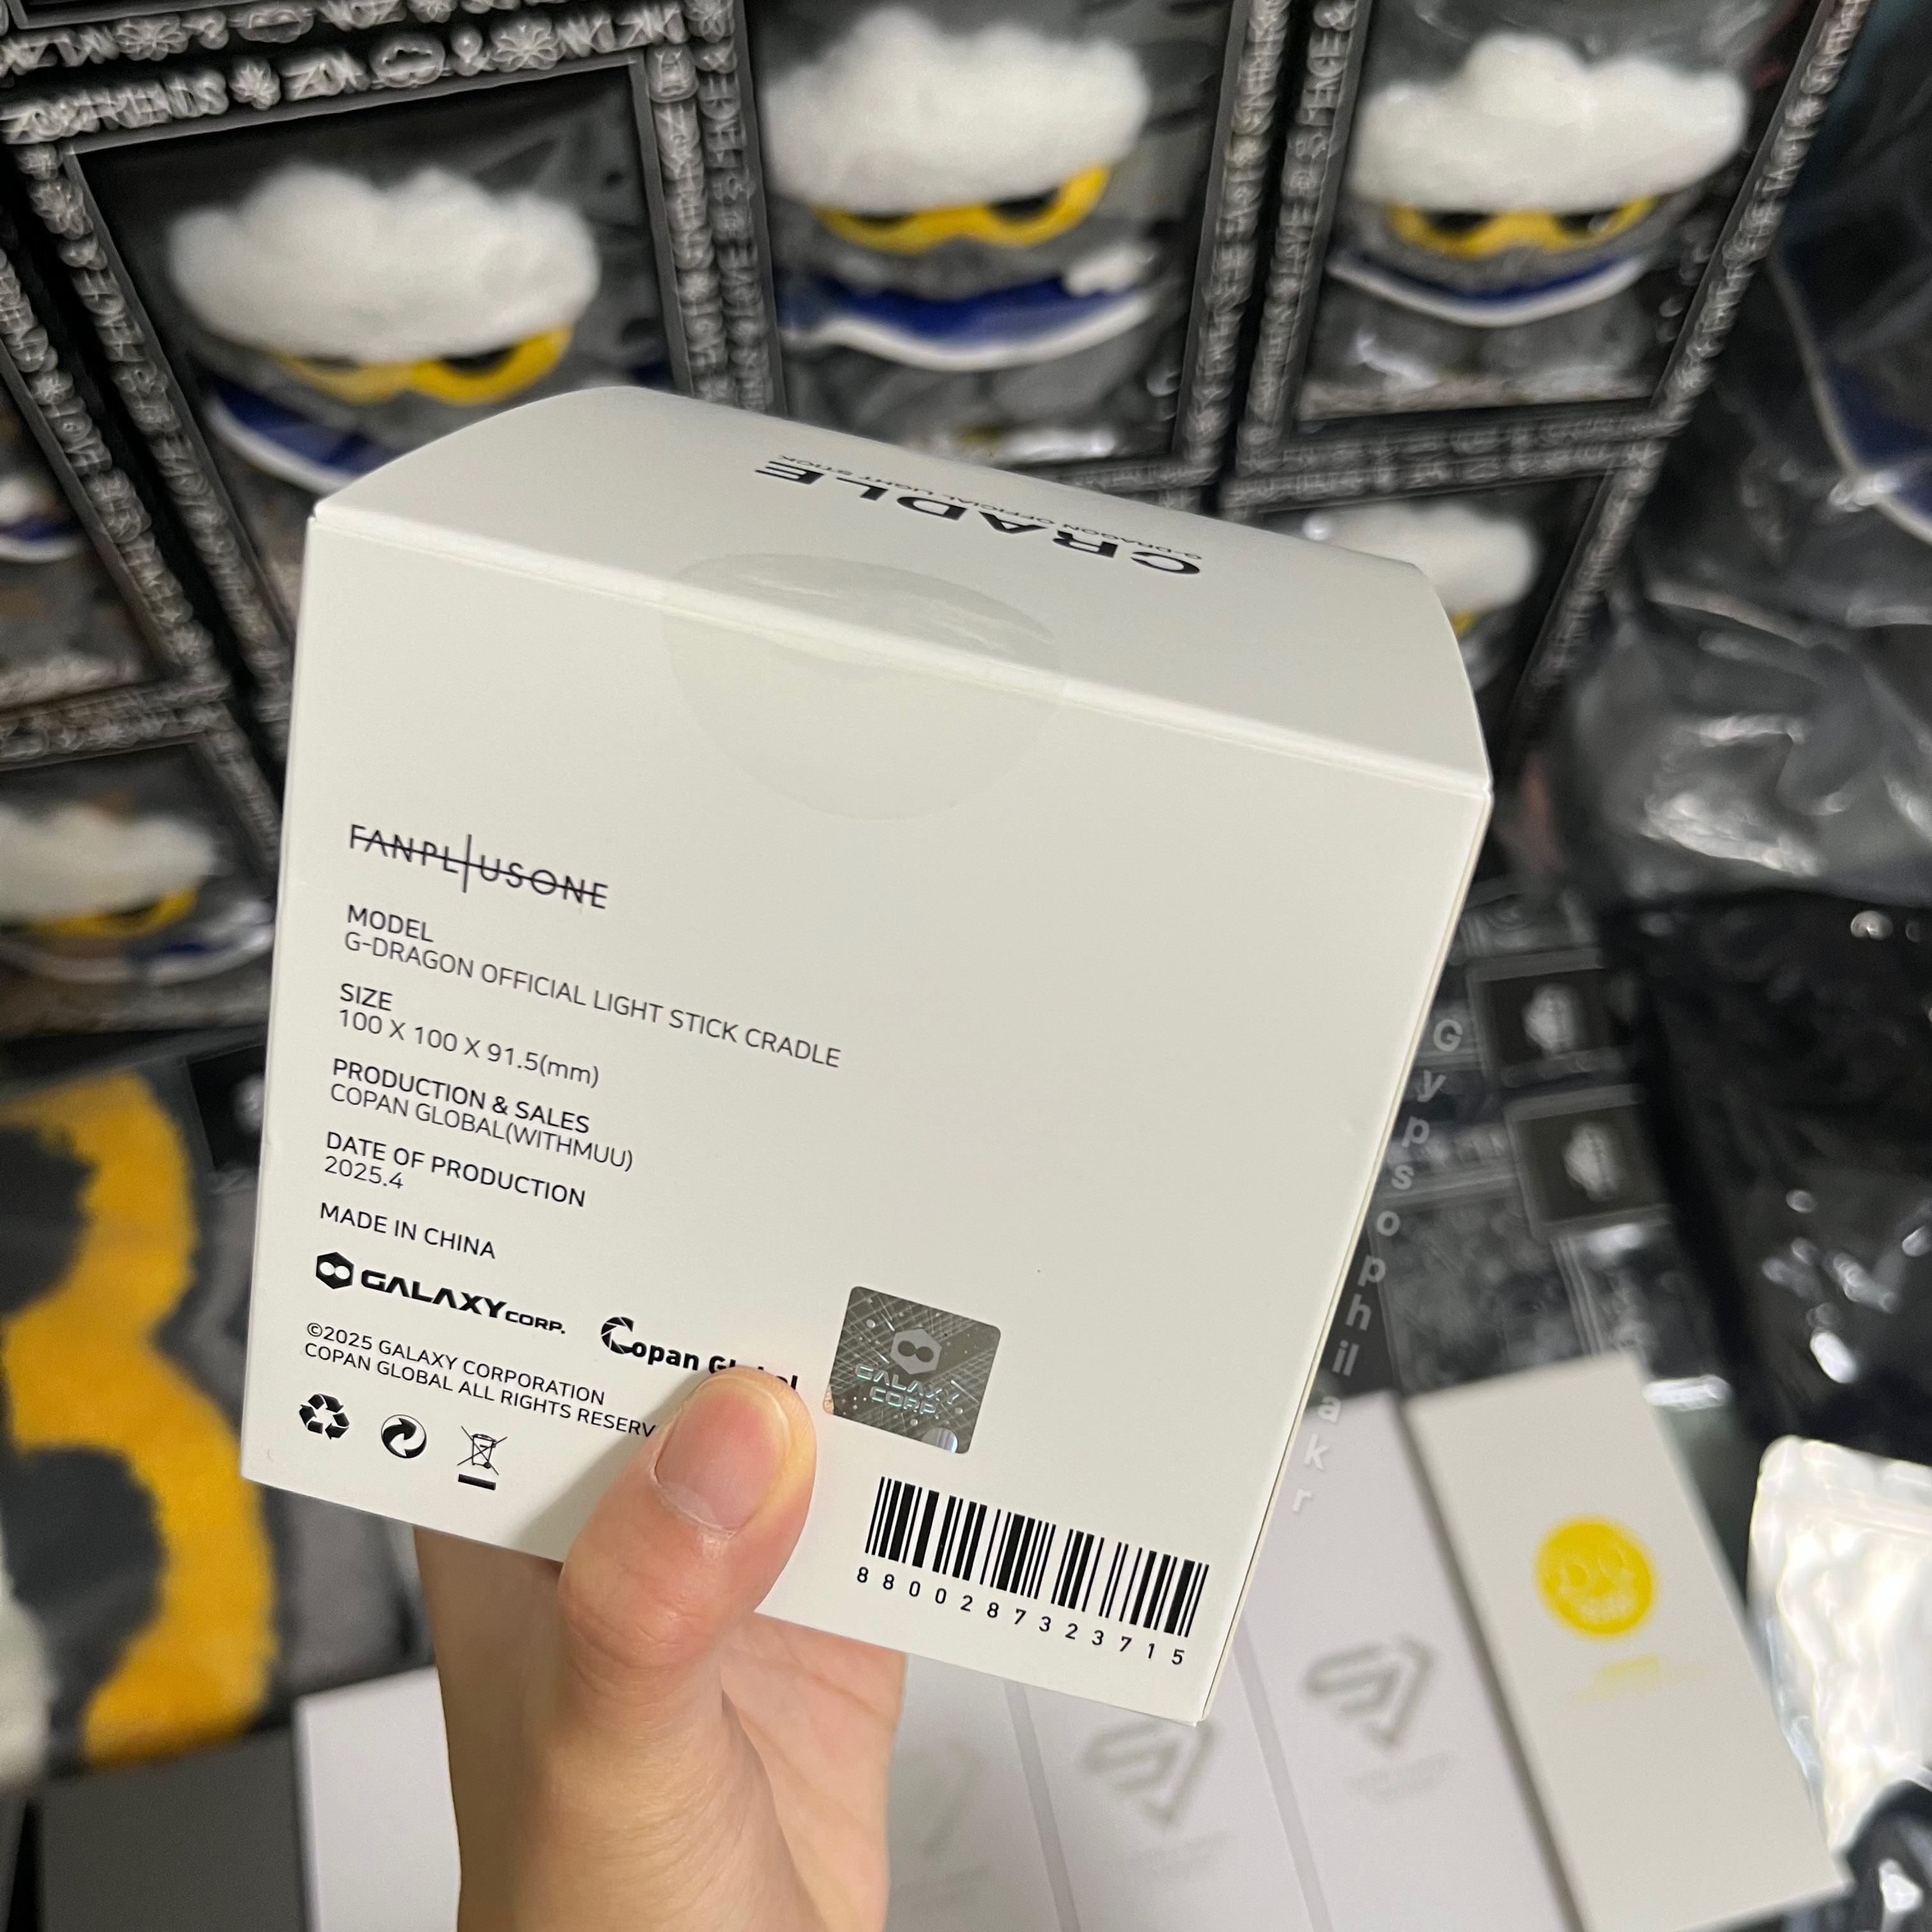 CRADLE
G-DRAGON OFFICIAL LIGHT STICK
FANPLUSONE
MODEL
G-DRAGON OFFICIAL LIGHT STICK CRADLE
SIZE
100 X 100 X 91.5(mm)
PRODUCTION & SALES
COPAN GLOBAL(WITHMUU)
DATE OF PRODUCTION
2025.4
MADE IN CHINA
GALAXY CORP.
Copan
©2025 GALAXY CORPORATION
COPAN GLOBAL ALL RIGHTS RESERV
GALAXY
CORP.
8800287323715
Gypsophilakr